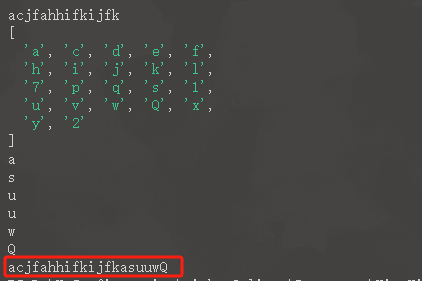 acjfahhifkijfk
[
'a', 'c', 'd', 'e', 'f',
'h', 'i', 'j', 'k', 'l',
'7', 'p', 'q', 's', '1',
'u', 'v', 'w', 'Q', 'x',
'y', '2'
]
a
s
u
u
w
Q
acjfahhifkijfkasuuwQ